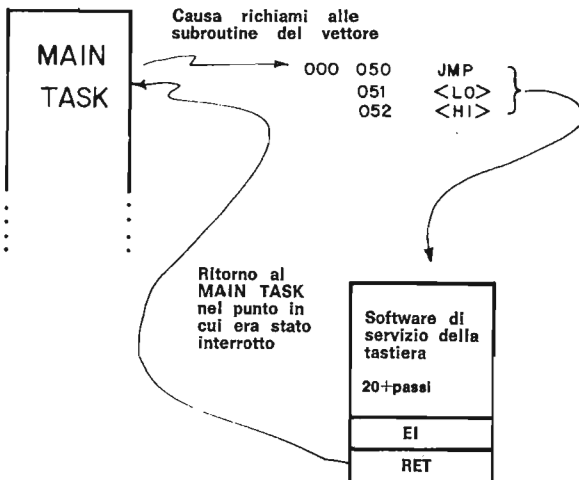 Causa richiami alle
subroutine del vettore
MAIN
TASK
000 050 JMP
051 <LO>
052 <HI>
Ritorno al
MAIN TASK
nel punto in
cui era stato
interrotto
Software di
servizio della
tastiera
20+passi
EI
RET